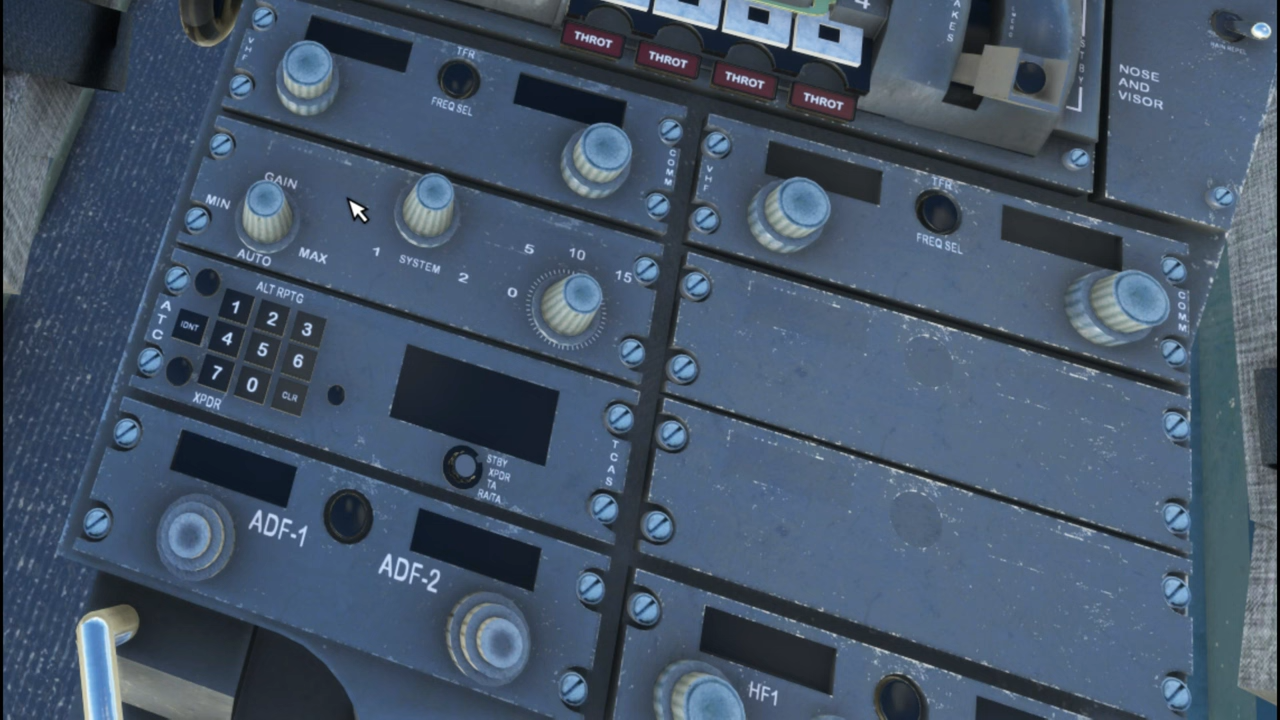 THROT
THROT
THROT
THROT
4
NOSE
AND
VISOR
VHF
TFR
FREQ SEL
COMM
VHF
TFR
FREQ SEL
COMM
GAIN
MIN
AUTO
MAX
1
SYSTEM
2
0
5
10
15
ATC
ALT RPTG
1 2 3
IDNT 4 5 6
7 0 CLR
XPDR
STBY
XPDR
TA
RA/TA
TCAS
ADF-1
ADF-2
HF1